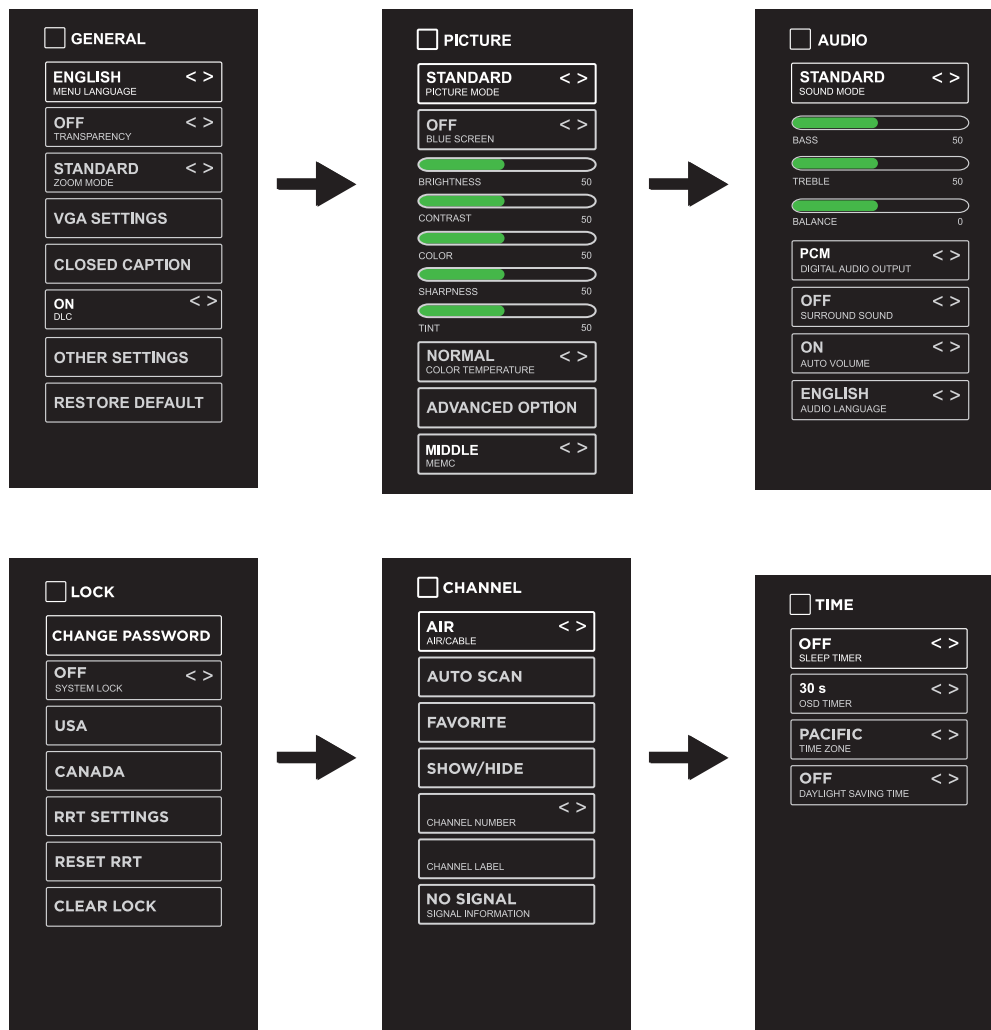 GENERAL
ENGLISH < >
MENU LANGUAGE
OFF < >
TRANSPARENCY
STANDARD < >
ZOOM MODE
VGA SETTINGS
CLOSED CAPTION
ON < >
DLC
OTHER SETTINGS
RESTORE DEFAULT
PICTURE
STANDARD < >
PICTURE MODE
OFF < >
BLUE SCREEN
BRIGHTNESS 50
CONTRAST 50
COLOR 50
SHARPNESS 50
TINT 50
NORMAL < >
COLOR TEMPERATURE
ADVANCED OPTION
MIDDLE < >
MEMC
AUDIO
STANDARD < >
SOUND MODE
BASS 50
TREBLE 50
BALANCE 0
PCM < >
DIGITAL AUDIO OUTPUT
OFF < >
SURROUND SOUND
ON < >
AUTO VOLUME
ENGLISH < >
AUDIO LANGUAGE
LOCK
CHANGE PASSWORD
OFF < >
SYSTEM LOCK
USA
CANADA
RRT SETTINGS
RESET RRT
CLEAR LOCK
CHANNEL
AIR < >
AIR/CABLE
AUTO SCAN
FAVORITE
SHOW/HIDE
< >
CHANNEL NUMBER
CHANNEL LABEL
NO SIGNAL
SIGNAL INFORMATION
TIME
OFF < >
SLEEP TIMER
30 s < >
OSD TIMER
PACIFIC < >
TIME ZONE
OFF < >
DAYLIGHT SAVING TIME